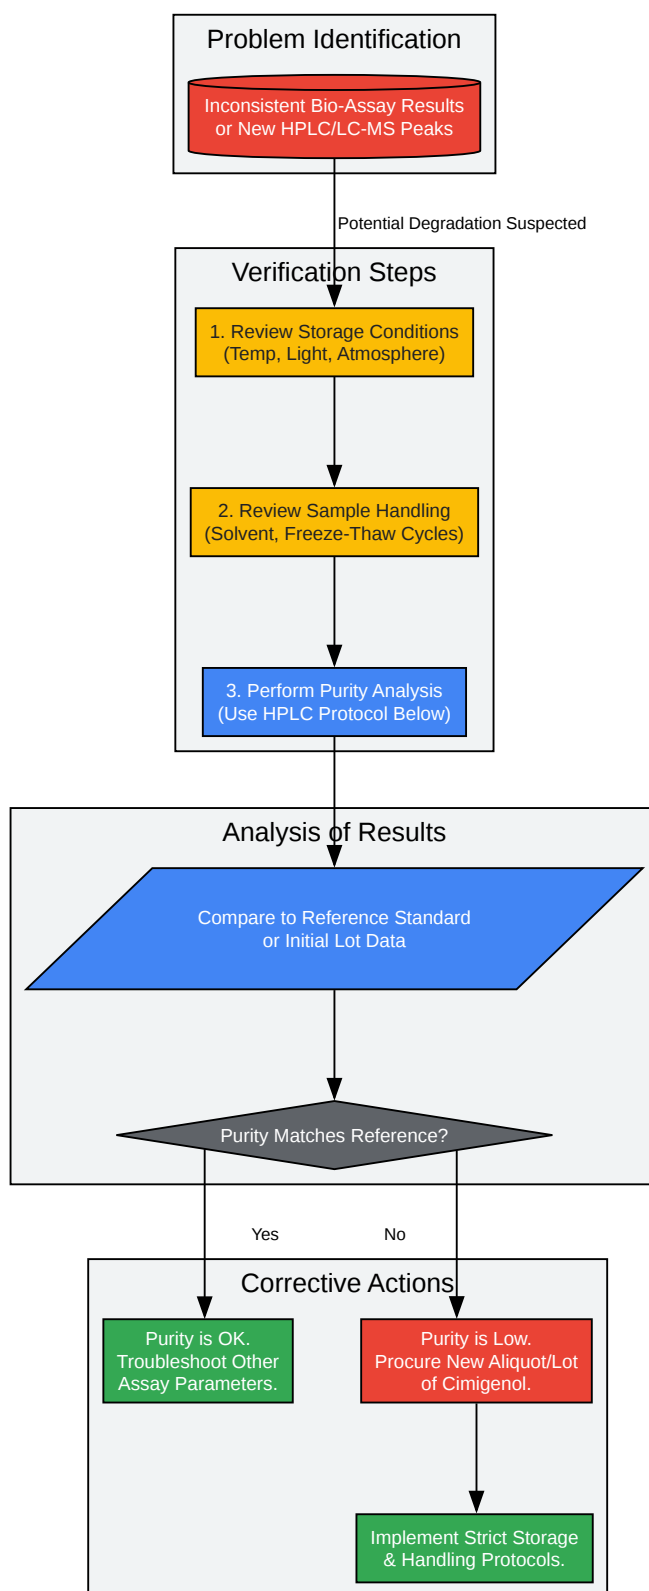 Problem Identification
Inconsistent Bio-Assay Results
or New HPLC/LC-MS Peaks
Potential Degradation Suspected
Verification Steps
1. Review Storage Conditions
(Temp, Light, Atmosphere)
2. Review Sample Handling
(Solvent, Freeze-Thaw Cycles)
3. Perform Purity Analysis
(Use HPLC Protocol Below)
Analysis of Results
Compare to Reference Standard
or Initial Lot Data
Purity Matches Reference?
Yes
No
Corrective Actions
Purity is OK.
Troubleshoot Other
Assay Parameters.
Purity is Low.
Procure New Aliquot/Lot
of Cimigenol.
Implement Strict Storage
& Handling Protocols.